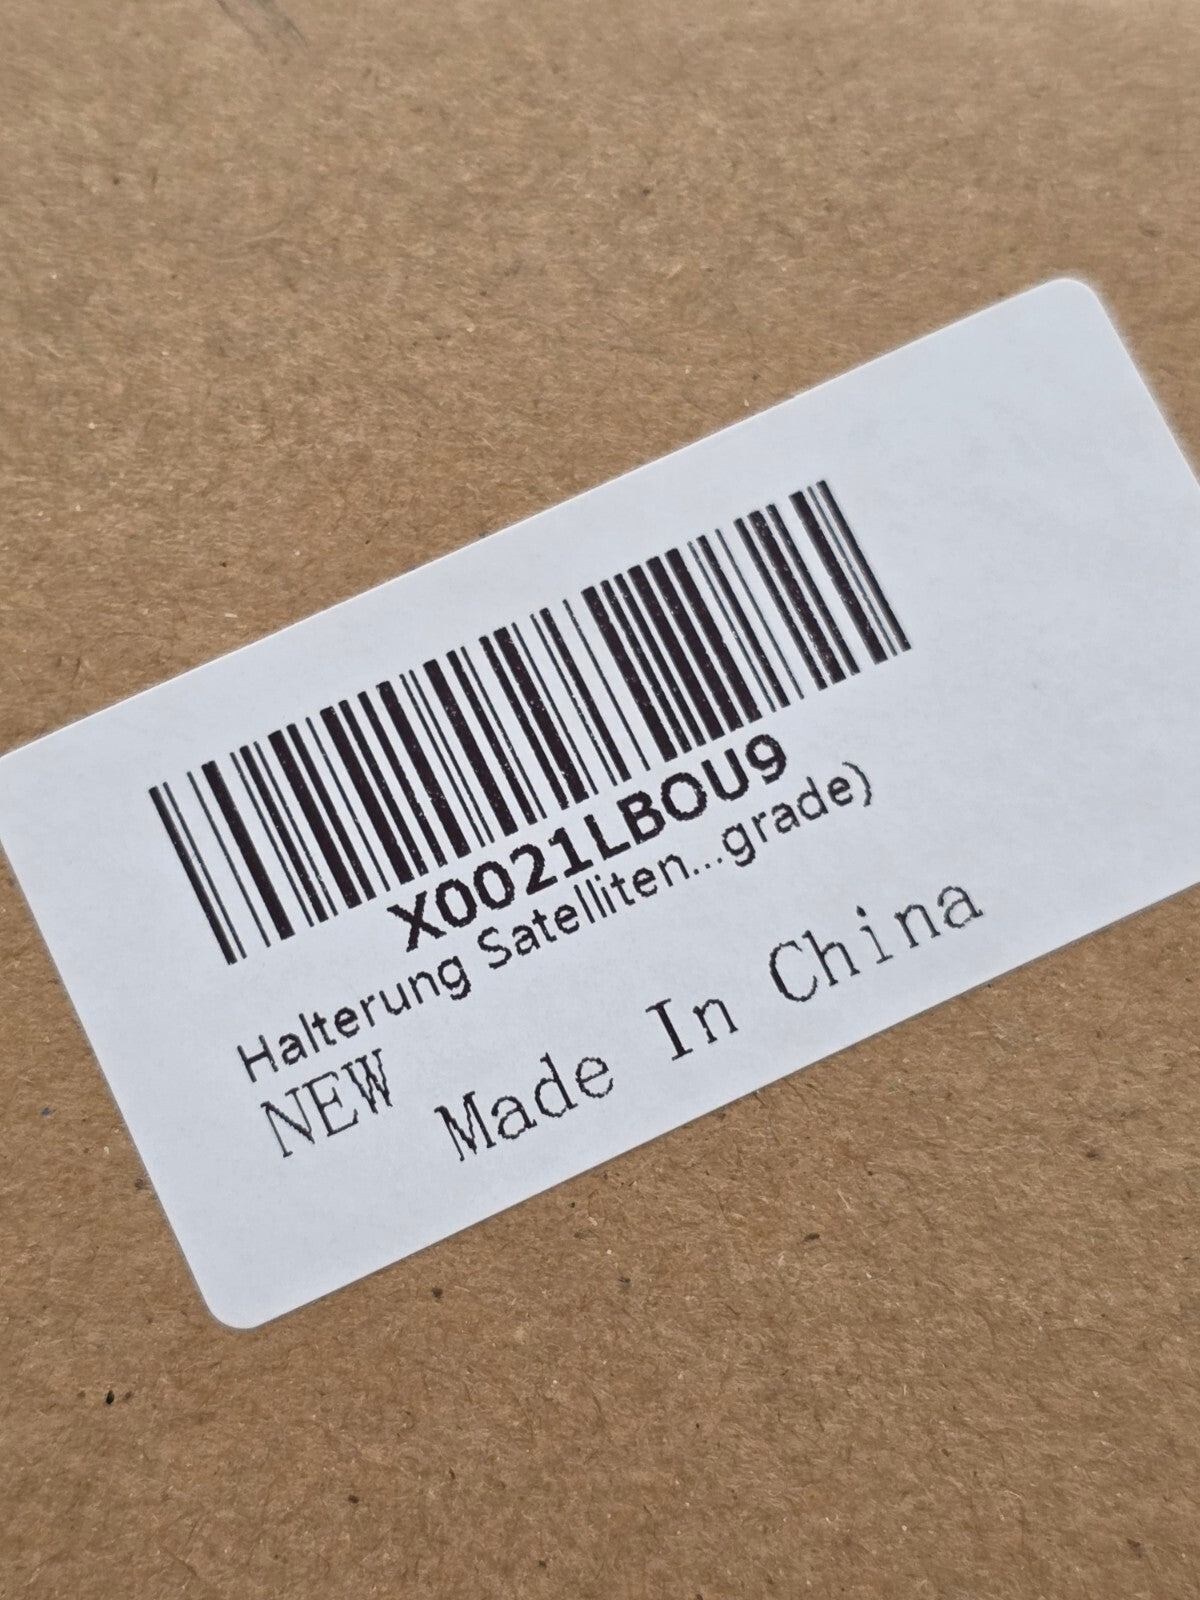 X0021LBOU9
Halterung Satelliten...grade)
NEW
Made In China